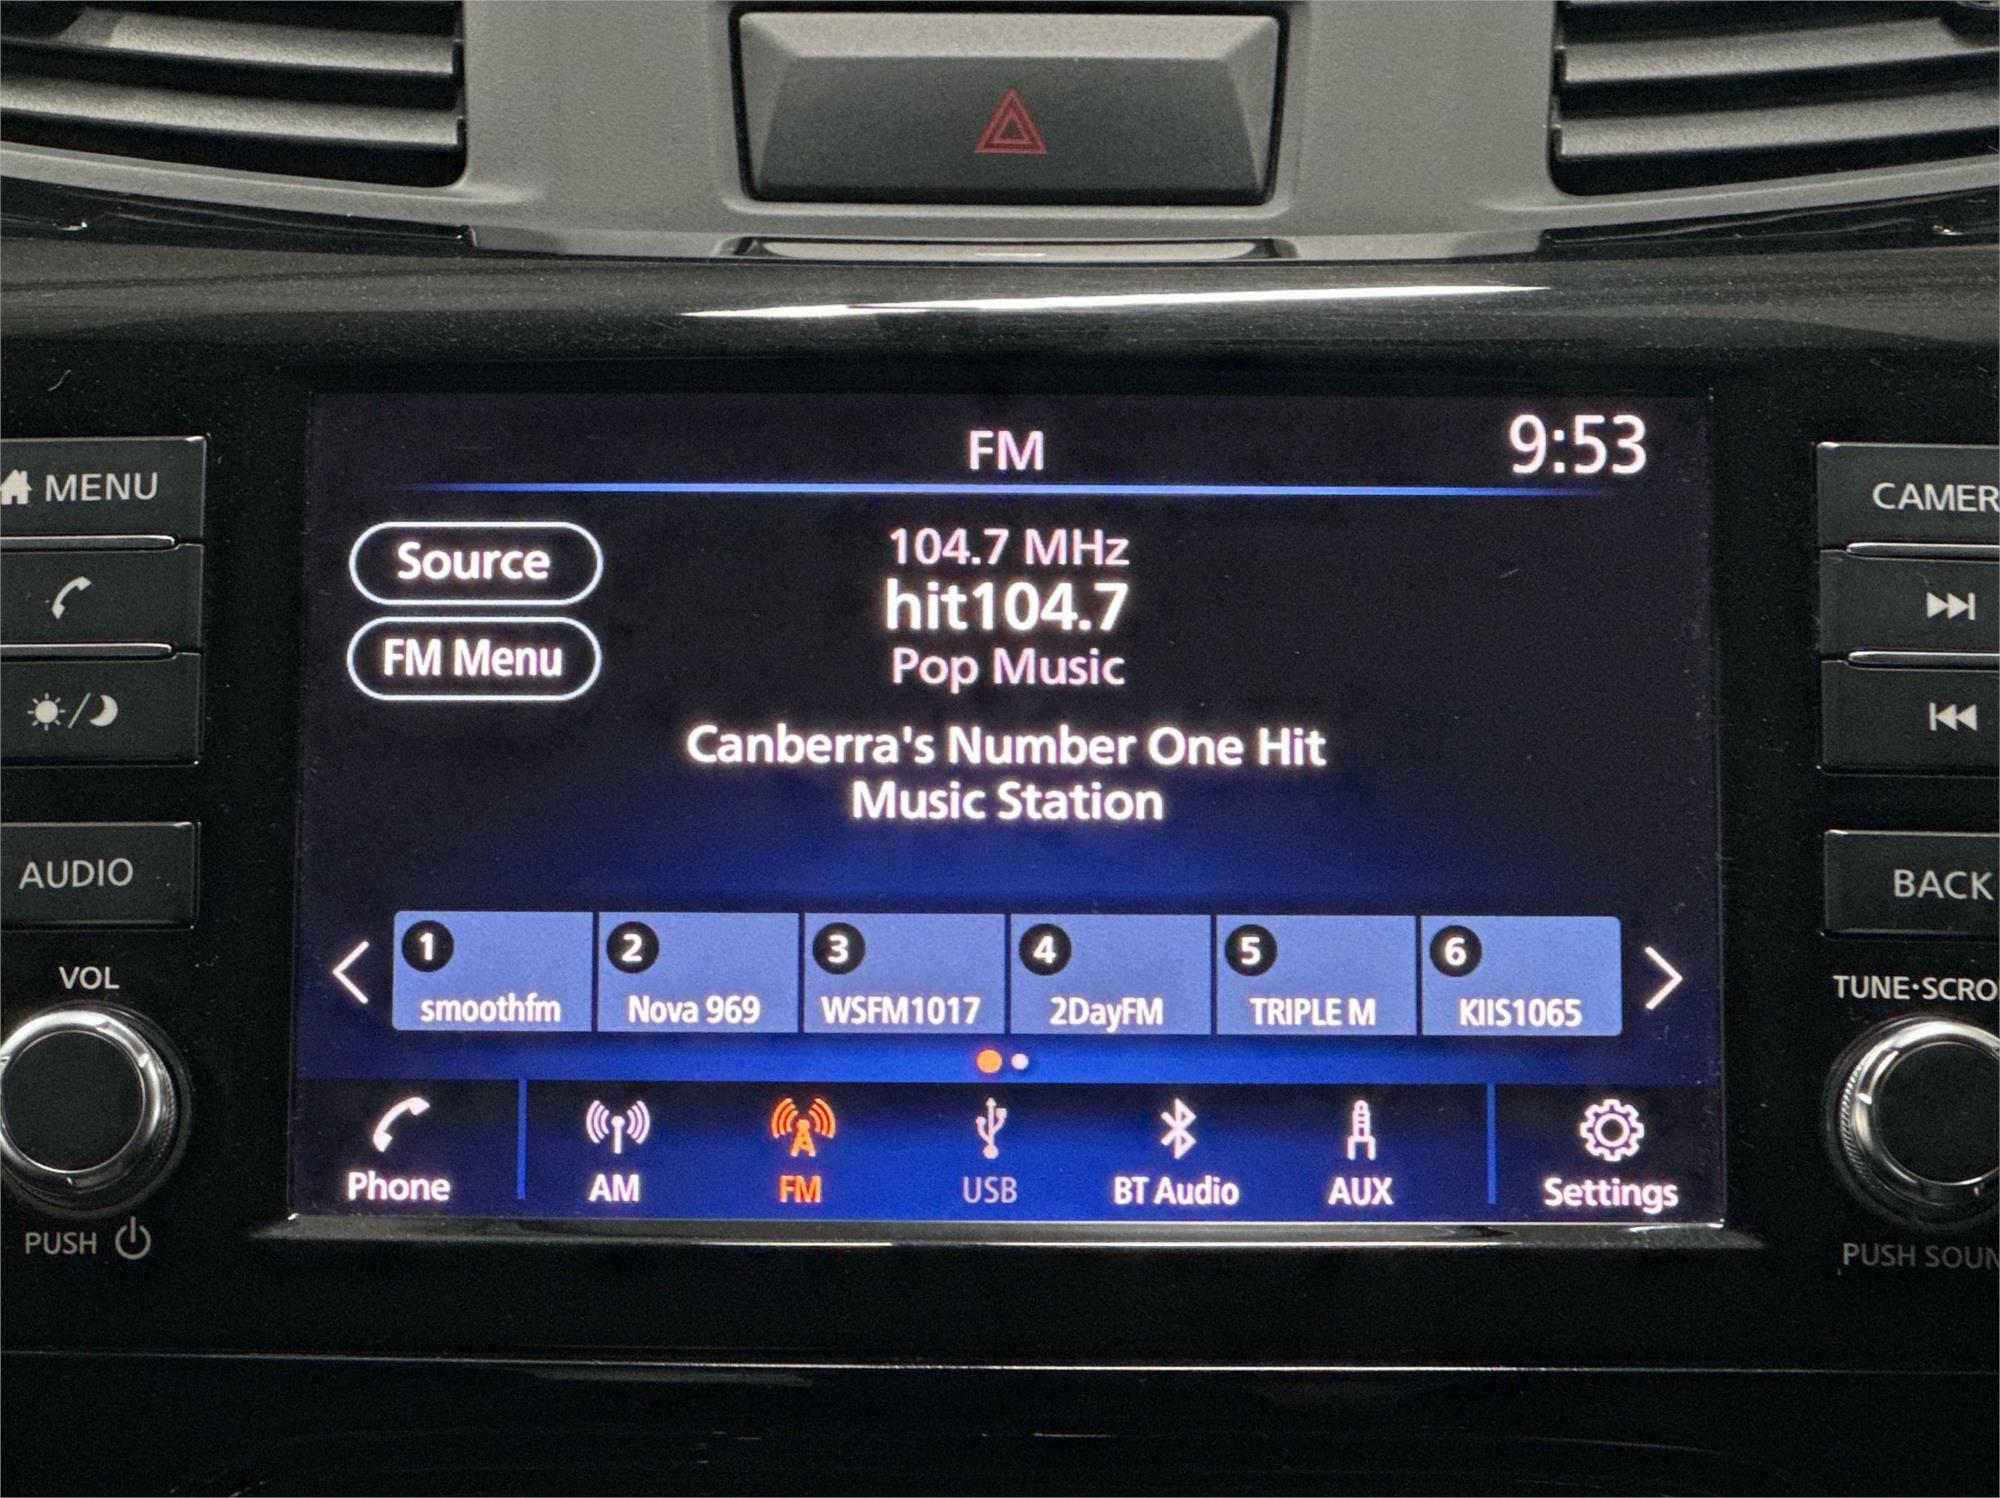 FM
9:53
MENU
Source
104.7 MHz
hit104.7
FM Menu
Pop Music
Canberra's Number One Hit
Music Station
AUDIO
VOL
PUSH
1
smoothfm
2
Nova 969
3
WSFM1017
4
2DayFM
5
TRIPLE M
6
KIIS1065
Phone
AM
FM
USB
BT Audio
AUX
Settings
CAMER
BACK
TUNE·SCRO
PUSH SOUN